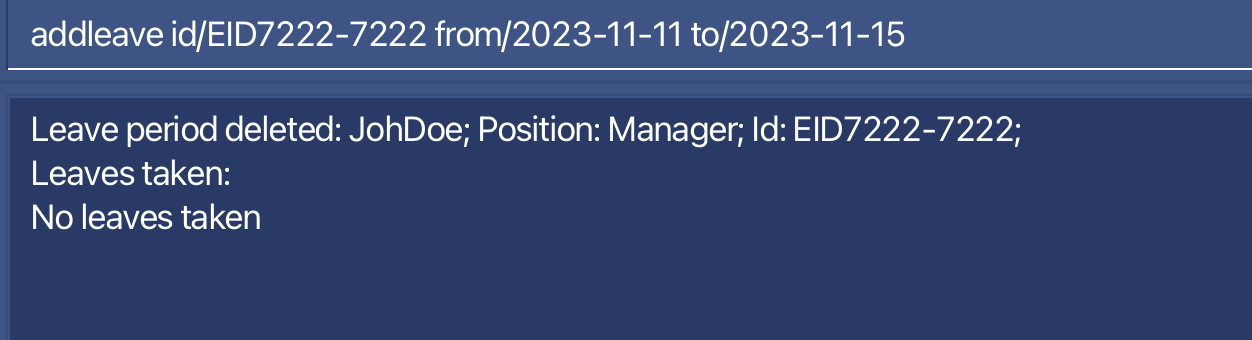 addleave id/EID7222-7222 from/2023-11-11 to/2023-11-15
Leave period deleted: JohDoe; Position: Manager; Id: EID7222-7222;
Leaves taken:
No leaves taken